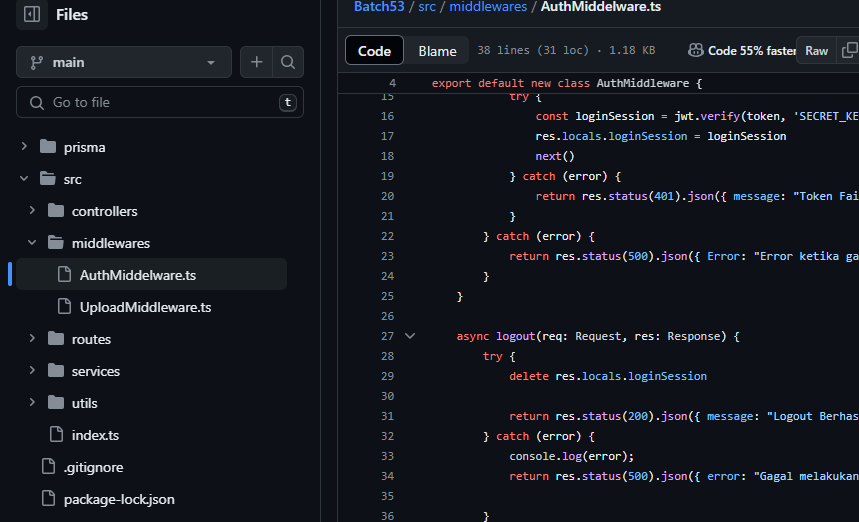 Files
main
Go to file
t
prisma
src
controllers
middlewares
AuthMiddelware.ts
UploadMiddleware.ts
routes
services
utils
index.ts
.gitignore
package-lock.json
Batch53 / src / middlewares / AuthMiddelware.ts
Code Blame 38 lines (31 loc) · 1.18 KB Code 55% faster Raw
4 export default new class AuthMiddleware {
15 try {
16 const loginSession = jwt.verify(token, 'SECRET_KE
17 res.locals.loginSession = loginSession
18 next()
19 } catch (error) {
20 return res.status(401).json({ message: "Token Fai
21 }
22 } catch (error) {
23 return res.status(500).json({ Error: "Error ketika ga
24 }
25 }
26
27 async logout(req: Request, res: Response) {
28 try {
29 delete res.locals.loginSession
30
31 return res.status(200).json({ message: "Logout Berhas
32 } catch (error) {
33 console.log(error);
34 return res.status(500).json({ error: "Gagal melakukan
35
36 }